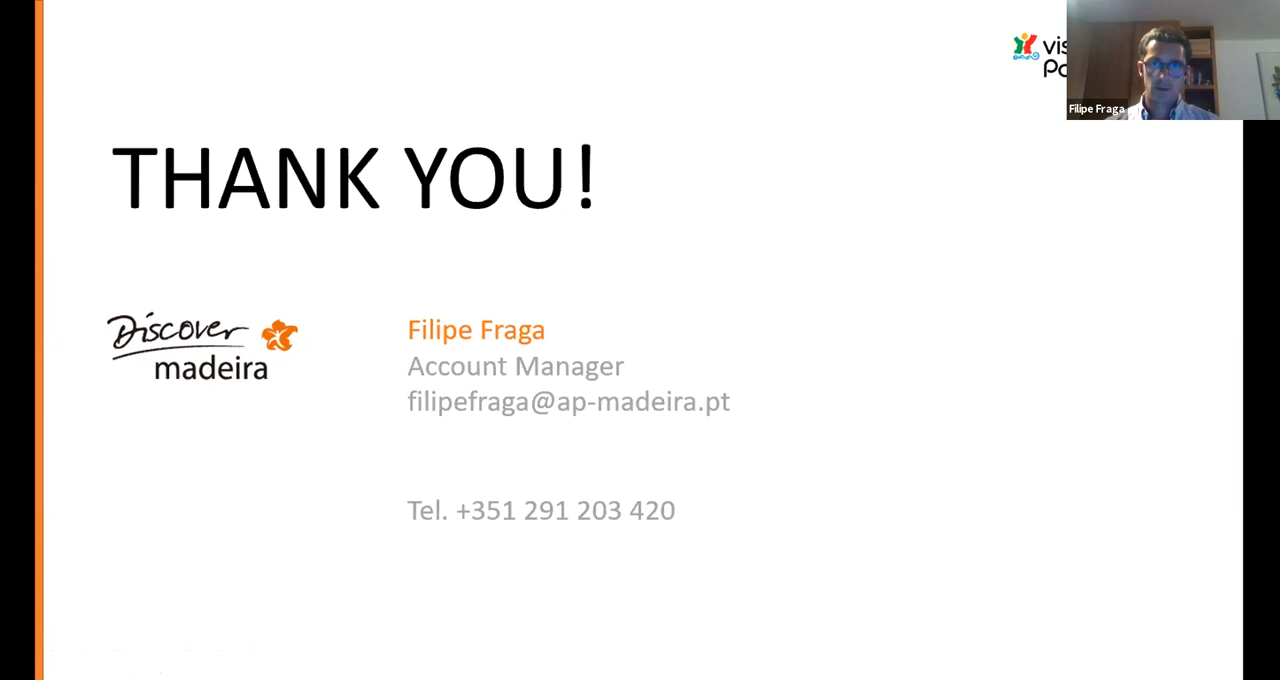 Filipe Fraga
THANK YOU!
Discover
madeira
Filipe Fraga
Account Manager
filipefraga@ap-madeira.pt
Tel. +351 291 203 420